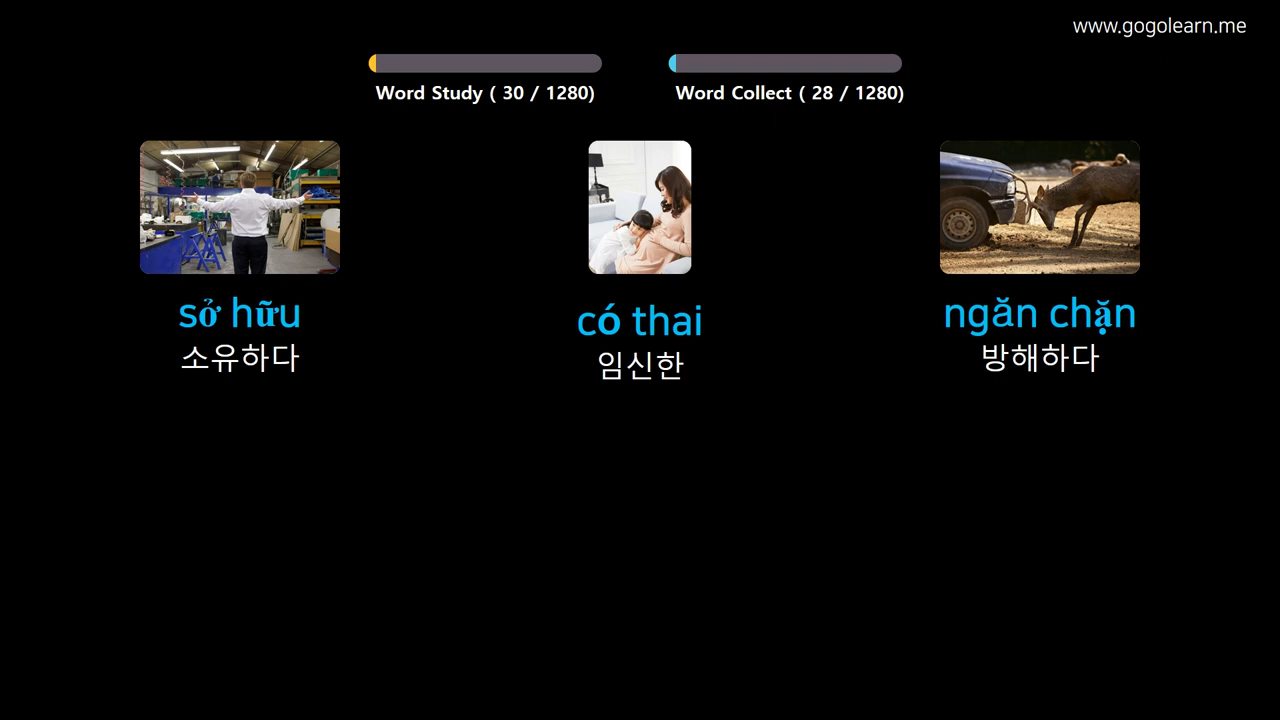 www.gogolearn.me
Word Study ( 30 / 1280)
Word Collect ( 28 / 1280)
sở hữu
소유하다
có thai
임신한
ngăn chặn
방해하다